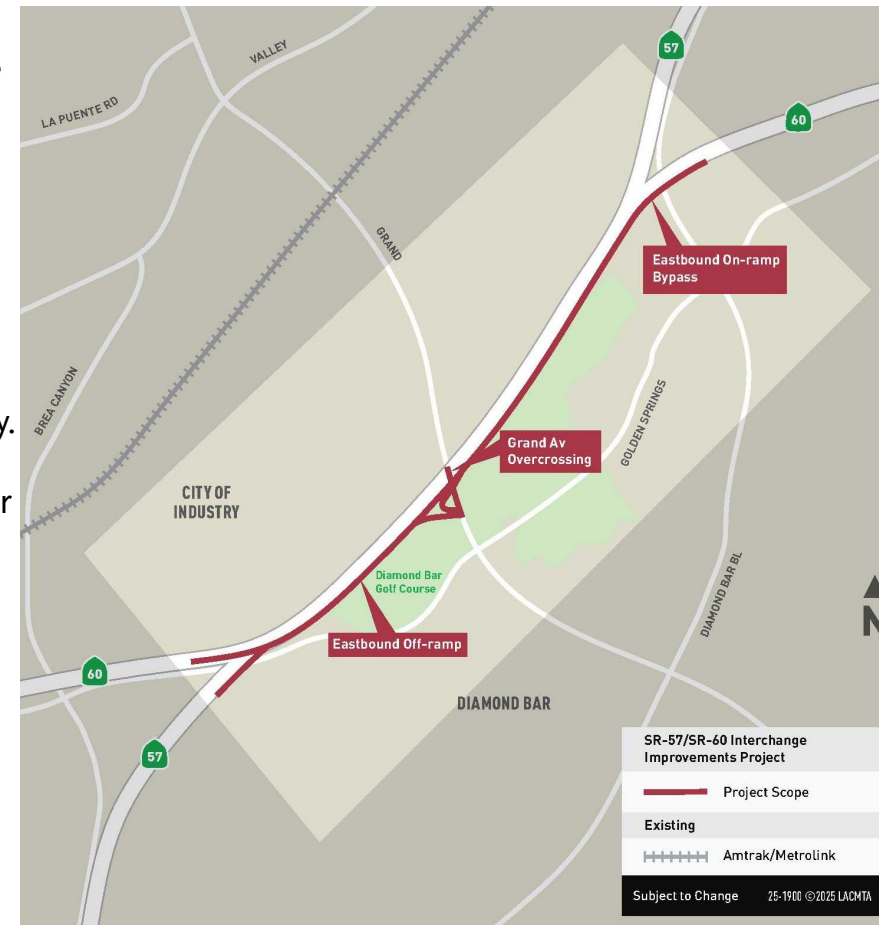 57
60
VALLEY
LA PUENTE RD
GRAND
Eastbound On-ramp
Bypass
BREA CANYON
GOLDEN SPRINGS
y.
Grand Av
Overcrossing
CITY OF
INDUSTRY
r
Diamond Bar
Golf Course
DIAMOND BAR BL
N
Eastbound Off-ramp
60
DIAMOND BAR
57
SR-57/SR-60 Interchange
Improvements Project
Project Scope
Existing
Amtrak/Metrolink
Subject to Change 25-1900 ©2025 LACMTA